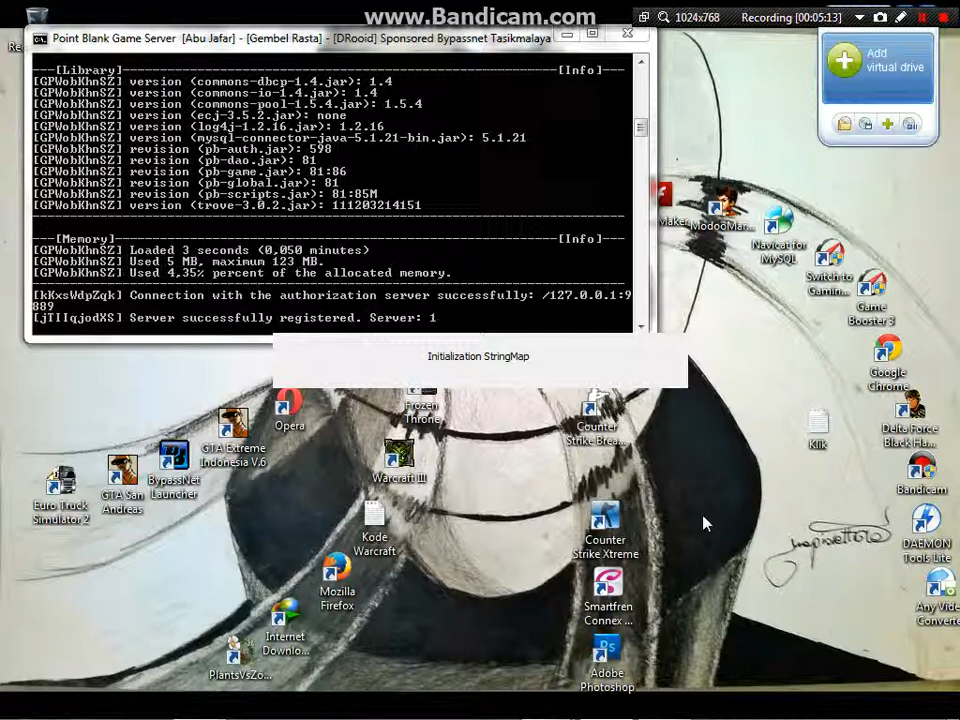 www.Bandicam.com
1024x768
Recording [00:05:13]
Point Blank Game Server [Abu Jafar] - [Gembel Rasta] - [DRooid] Sponsored Bypassnet Tasikmalaya
Add
virtual drive
---[Library]---[Info]---
[GPWobKhnSZ] version (commons-dbcp-1.4.jar): 1.4
[GPWobKhnSZ] version (commons-io-1.4.jar): 1.4
[GPWobKhnSZ] version (commons-pool-1.5.4.jar): 1.5.4
[GPWobKhnSZ] version (ecj-3.5.2.jar): none
[GPWobKhnSZ] version (log4j-1.2.16.jar): 1.2.16
[GPWobKhnSZ] version (mysql-connector-java-5.1.21-bin.jar): 5.1.21
[GPWobKhnSZ] revision (pb-auth.jar): 598
[GPWobKhnSZ] revision (pb-dao.jar): 81
[GPWobKhnSZ] revision (pb-game.jar): 81:86
[GPWobKhnSZ] revision (pb-global.jar): 81
[GPWobKhnSZ] revision (pb-scripts.jar): 81:85M
[GPWobKhnSZ] version (trove-3.0.2.jar): 111203214151
---[Memory]---[Info]---
[GPWobKhnSZ] Loaded 3 seconds (0,050 minutes)
[GPWobKhnSZ] Used 5 MB, maximum 123 MB.
[GPWobKhnSZ] Used 4,35% percent of the allocated memory.
[kKxsWdpZqk] Connection with the authorization server successfully: /127.0.0.1:9
889
[jTIIqjodXS] Server successfully registered. Server: 1
Initialization StringMap
Maker
ModooMar...
Navicat for
MySQL
Switch to
Gamin...
Game
Booster 3
Google
Chrome
Delta Force
Black Ha...
Klik
Bandicam
DAEMON
Tools Lite
Any Video
Converte
Frozen
Throne
Counter
Strike Brea...
Opera
GTA Extreme
Indonesia V.6
Warcraft III
BypassNet
Launcher
GTA San
Andreas
Euro Truck
Simulator 2
Kode
Warcraft
Counter
Strike Xtreme
Mozilla
Firefox
Smartfren
Connex ...
Internet
Downlo...
PlantsVsZo...
Adobe
Photoshop